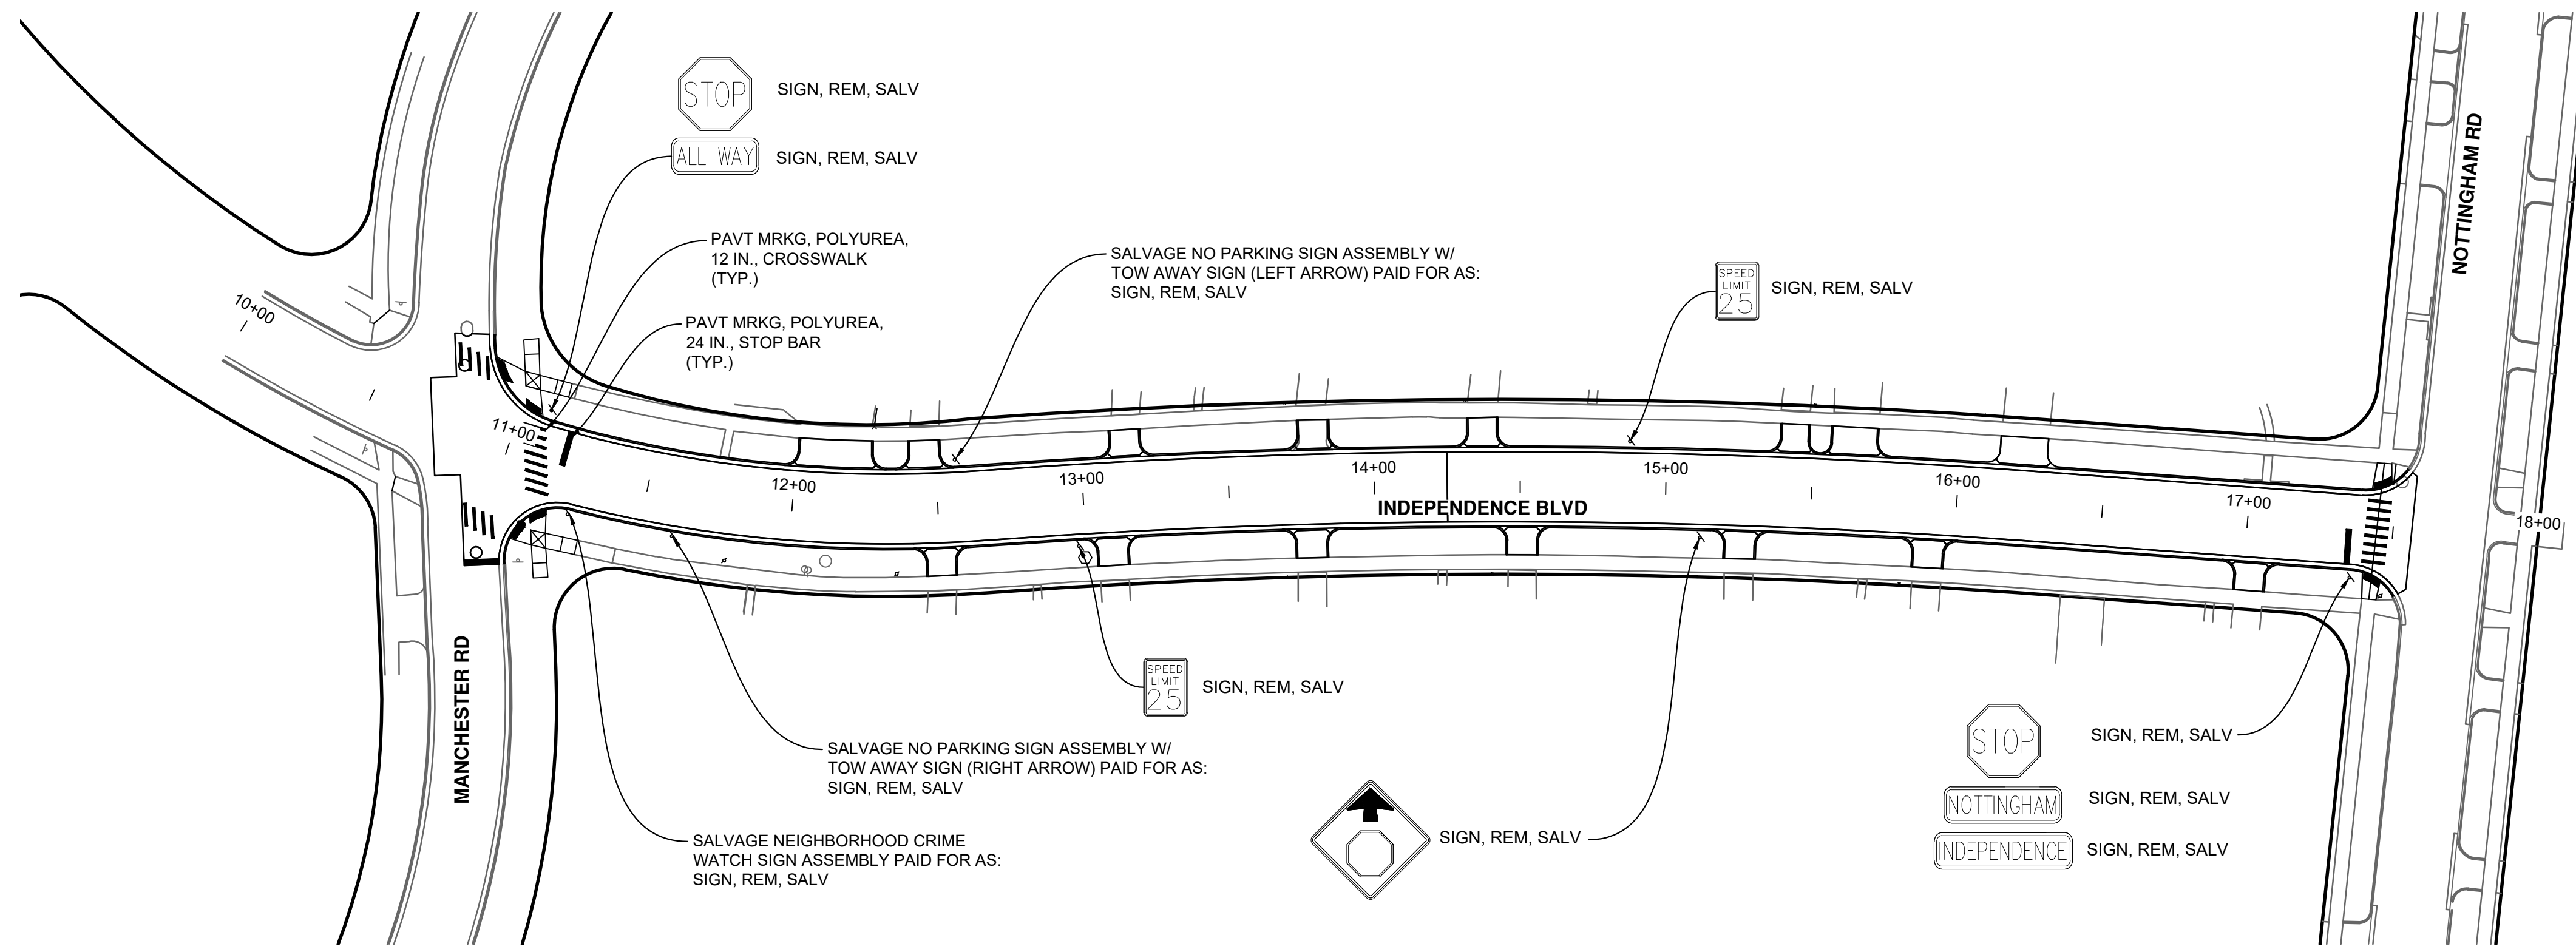 STOP
SIGN, REM, SALV
ALL WAY
SIGN, REM, SALV
PAVT MRKG, POLYUREA,
12 IN., CROSSWALK
(TYP.)
PAVT MRKG, POLYUREA,
24 IN., STOP BAR
(TYP.)
SALVAGE NO PARKING SIGN ASSEMBLY W/
TOW AWAY SIGN (LEFT ARROW) PAID FOR AS:
SIGN, REM, SALV
SPEED
LIMIT
25
SIGN, REM, SALV
NOTTINGHAM RD
10+00
11+00
12+00
13+00
14+00
15+00
16+00
17+00
18+00
INDEPENDENCE BLVD
MANCHESTER RD
SPEED
LIMIT
25
SIGN, REM, SALV
SALVAGE NO PARKING SIGN ASSEMBLY W/
TOW AWAY SIGN (RIGHT ARROW) PAID FOR AS:
SIGN, REM, SALV
SALVAGE NEIGHBORHOOD CRIME
WATCH SIGN ASSEMBLY PAID FOR AS:
SIGN, REM, SALV
SIGN, REM, SALV
STOP
SIGN, REM, SALV
NOTTINGHAM
SIGN, REM, SALV
INDEPENDENCE
SIGN, REM, SALV